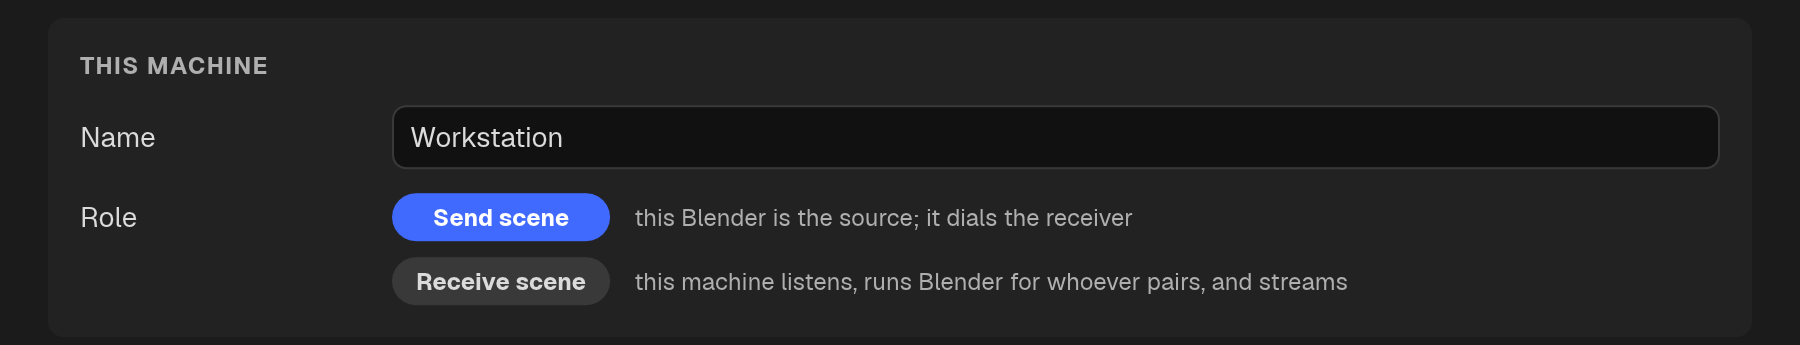 THIS MACHINE
Name
Workstation
Role
Send scene
this Blender is the source; it dials the receiver
Receive scene
this machine listens, runs Blender for whoever pairs, and streams